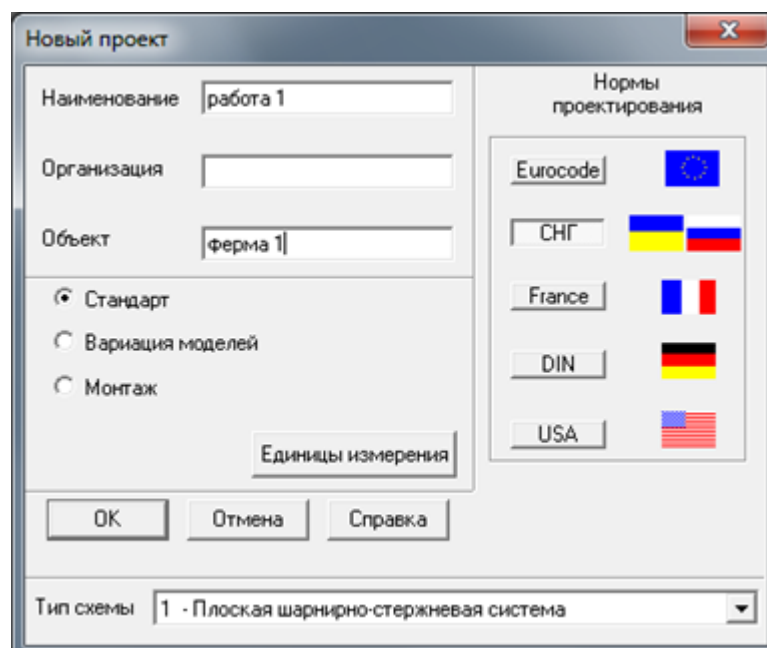 Новый проект
Наименование работа 1
Организация
Объект ферма 1
Стандарт
Вариация моделей
Монтаж
Единицы измерения
Нормы
проектирования
Eurocode
СНГ
France
DIN
USA
OK Отмена Справка
Тип схемы 1 - Плоская шарнирно-стержневая система